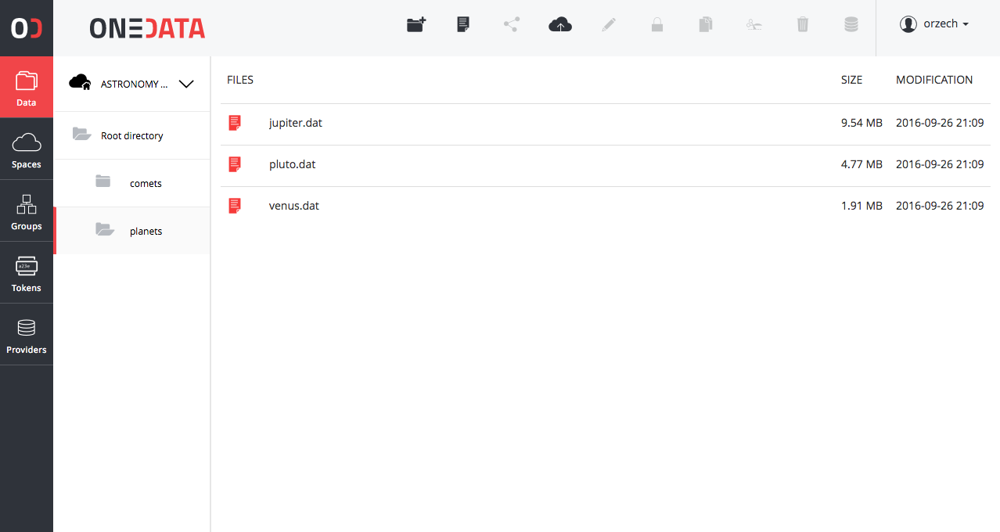 OD
ONEDATA
orzech
Data
Spaces
Groups
a23e
Tokens
Providers
ASTRONOMY ...
Root directory
comets
planets
FILES SIZE MODIFICATION
jupiter.dat 9.54 MB 2016-09-26 21:09
pluto.dat 4.77 MB 2016-09-26 21:09
venus.dat 1.91 MB 2016-09-26 21:09